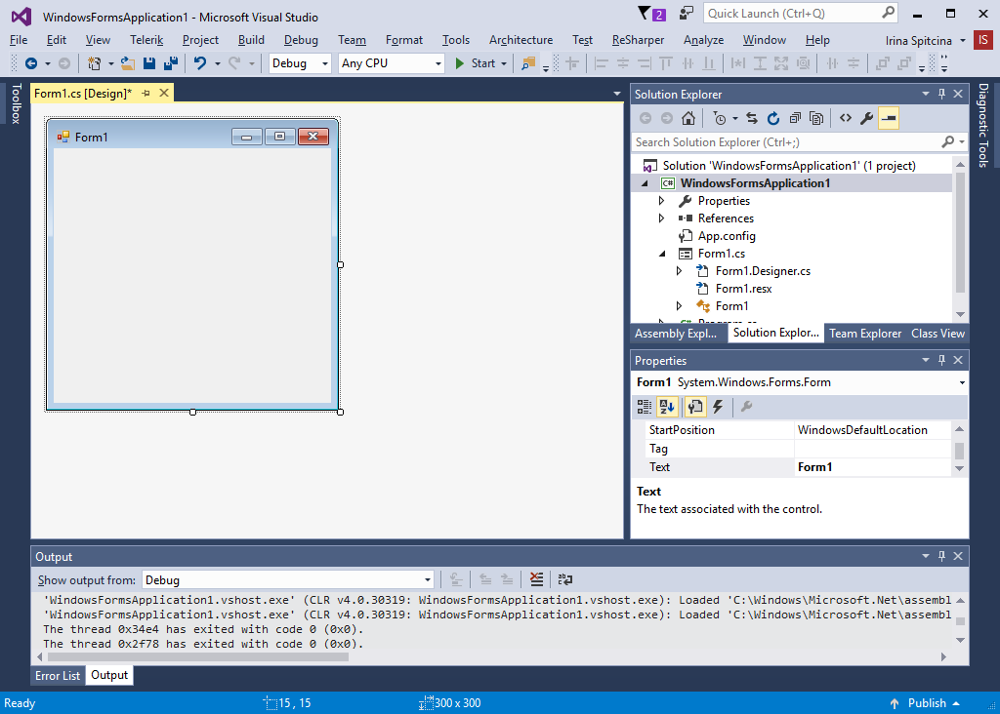 WindowsFormsApplication1 - Microsoft Visual Studio
2
Quick Launch (Ctrl+Q)
File Edit View Telerik Project Build Debug Team Format Tools Architecture Test ReSharper Analyze Window Help Irina Spitcina IS
Debug Any CPU Start
Toolbox
Form1.cs [Design]*
Form1
Solution Explorer
Search Solution Explorer (Ctrl+;)
Solution 'WindowsFormsApplication1' (1 project)
C# WindowsFormsApplication1
Properties
References
App.config
Form1.cs
Form1.Designer.cs
Form1.resx
Form1
Program.cs
Assembly Expl... Solution Explor... Team Explorer Class View
Diagnostic Tools
Properties
Form1 System.Windows.Forms.Form
StartPosition WindowsDefaultLocation
Tag
Text Form1
Text
The text associated with the control.
Output
Show output from: Debug
'WindowsFormsApplication1.vshost.exe' (CLR v4.0.30319: WindowsFormsApplication1.vshost.exe): Loaded 'C:\Windows\Microsoft.Net\assembl
'WindowsFormsApplication1.vshost.exe' (CLR v4.0.30319: WindowsFormsApplication1.vshost.exe): Loaded 'C:\Windows\Microsoft.Net\assembl
The thread 0x34e4 has exited with code 0 (0x0).
The thread 0x2f78 has exited with code 0 (0x0).
Error List Output
Ready 15 , 15 300 x 300 Publish